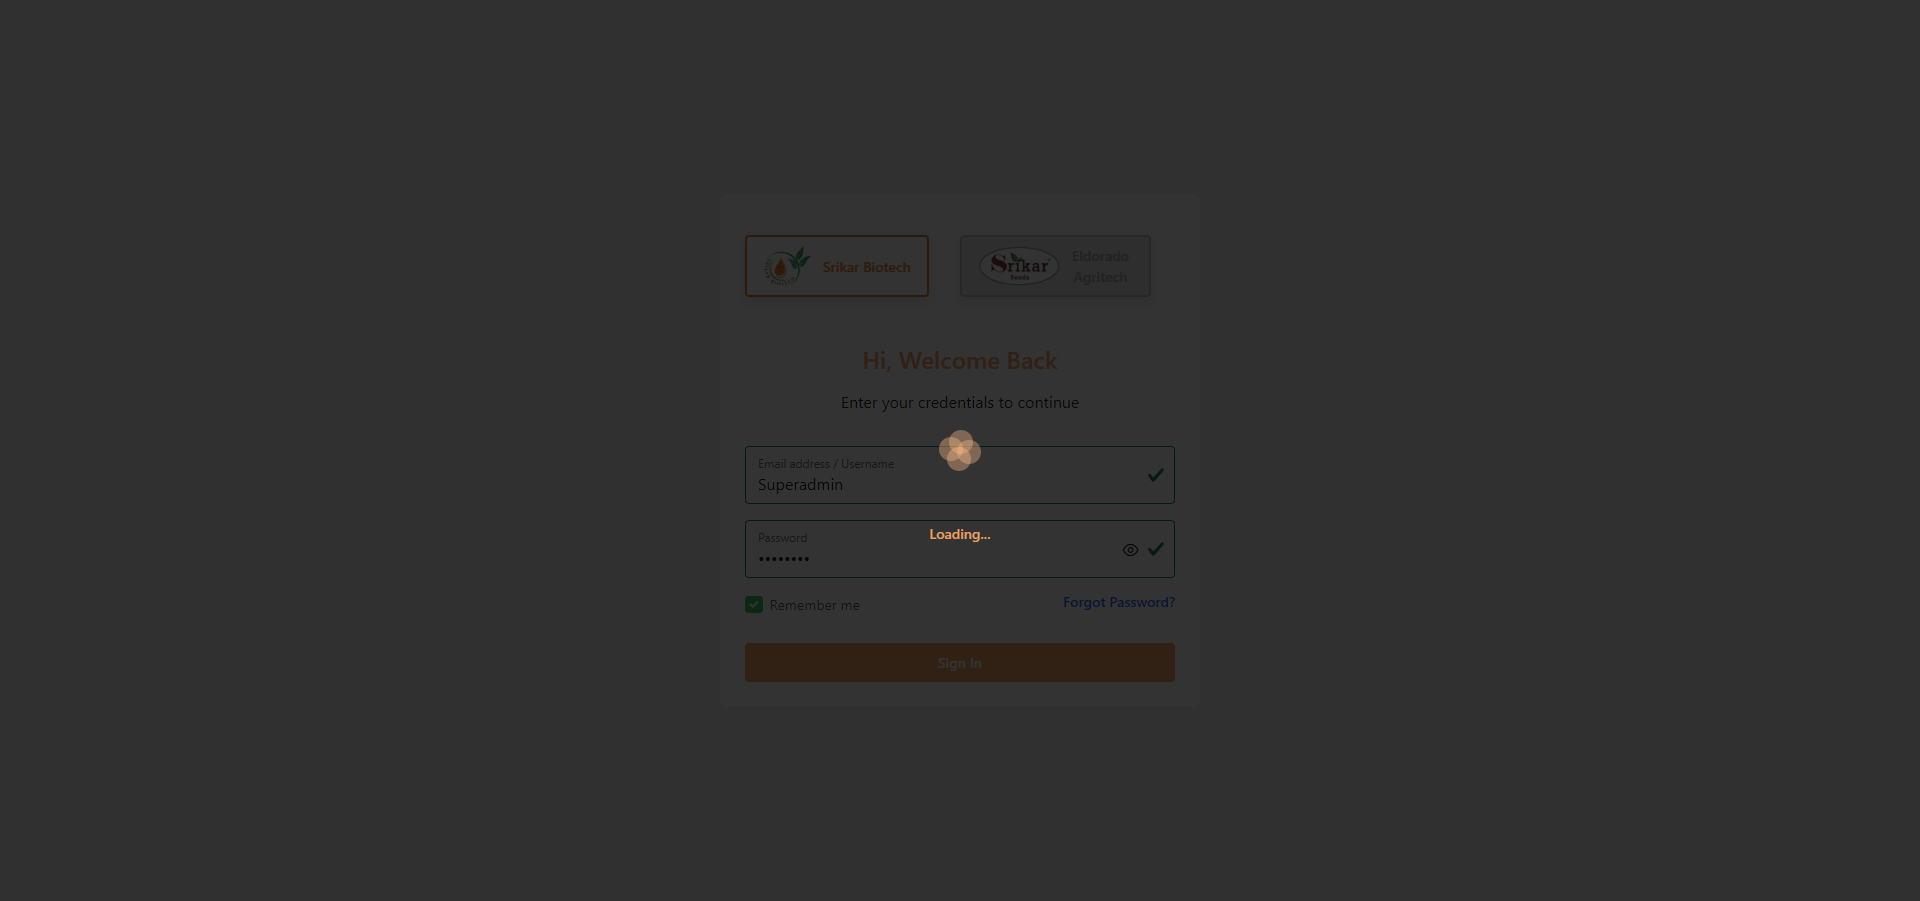 Srikar Biotech
Srikar
Seeds
Eldorado
Agritech
Hi, Welcome Back
Enter your credentials to continue
Email address / Username
Superadmin
Loading...
Password
••••••••
Remember me
Forgot Password?
Sign In